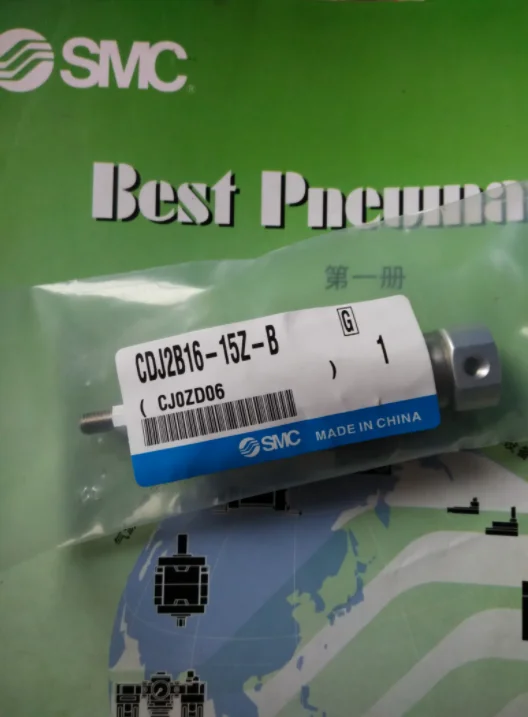 SMC
Best Pneuma
第一册
CDJ2B16-15Z-B
G
1
( CJ0ZD06 )
SMC MADE IN CHINA